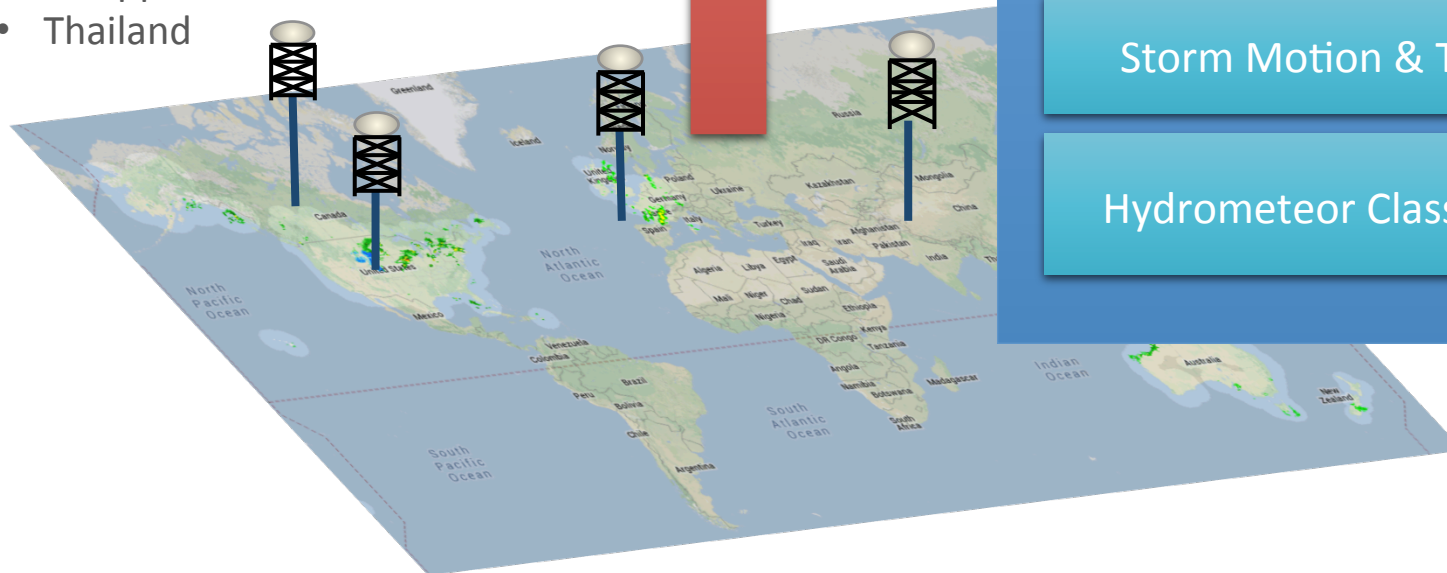 • Thailand
Storm Motion & T
Hydrometeor Clas
Greenland
Iceland
Russia
Norway
United
Kingdom
Poland
Germany
Ukraine
Kazakhstan
Mongolia
China
Canada
Italy
Spain
Turkey
Afghanistan
Iraq
Iran
Pakistan
India
United States
North
Atlantic
Ocean
Algeria
Libya
Egypt
Saudi
Arabia
North
Pacific
Ocean
Mexico
Mali
Niger
Chad
Sudan
Nigeria
Ethiopia
Venezuela
Colombia
DR Congo
Kenya
Tanzania
Brazil
Peru
Bolivia
Angola
Namibia
Botswana
Madagascar
Indian
Ocean
Australia
New
Zealand
Chile
South
Atlantic
Ocean
South
Africa
South
Pacific
Ocean
Argentina